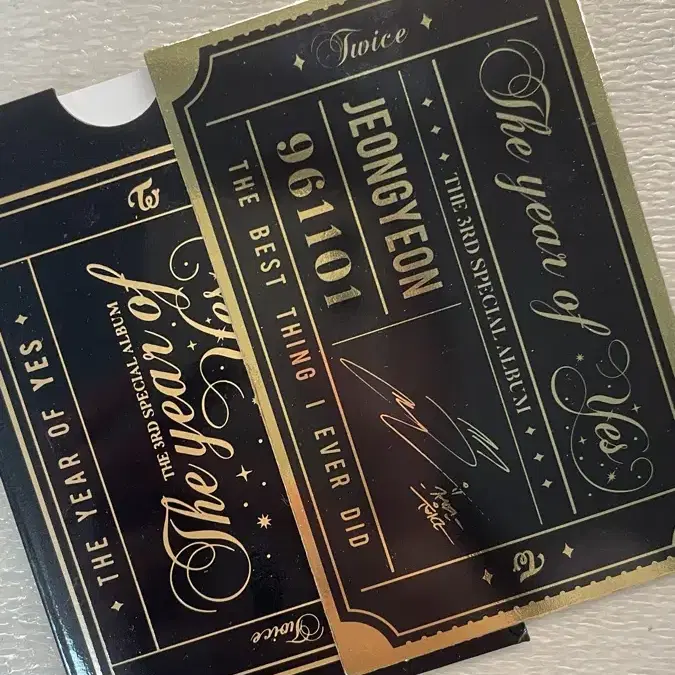 Twice
The year of
Yes
THE 3RD SPECIAL ALBUM
JEONGYEON
961101
THE BEST THING I EVER DID
THE YEAR OF YES
THE 3RD SPECIAL ALBUM
The year of
Yes
Twice